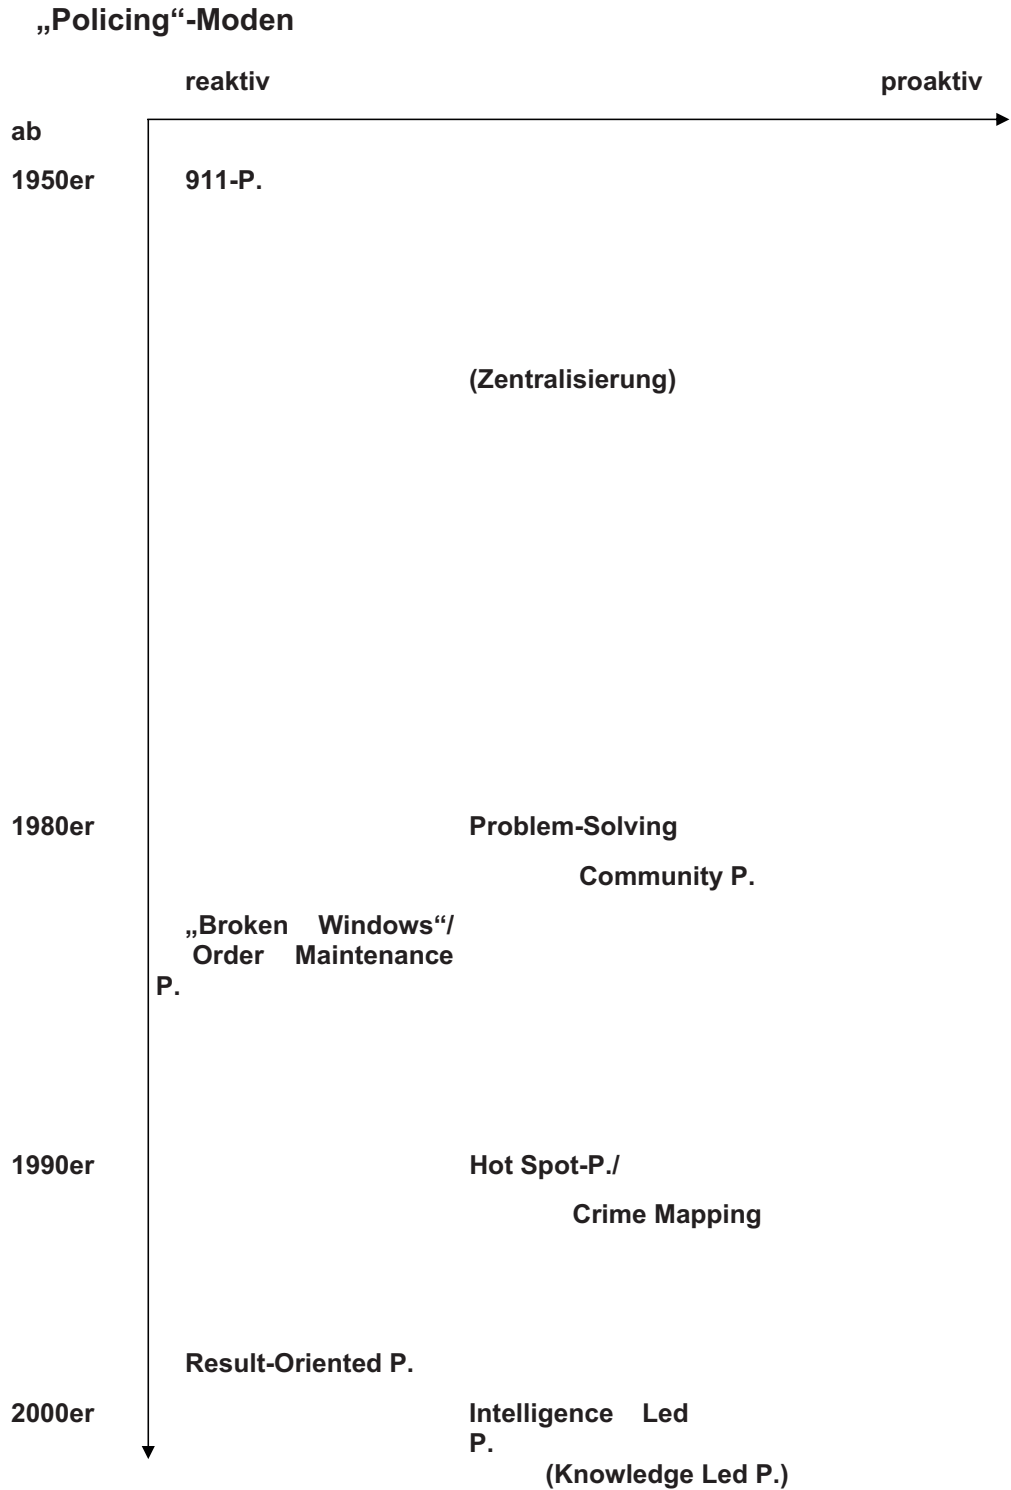 „Policing“-Moden
reaktiv proaktiv
ab
1950er 911-P.
(Zentralisierung)
1980er Problem-Solving
Community P.
„Broken Windows“/
Order Maintenance
P.
1990er Hot Spot-P./
Crime Mapping
Result-Oriented P.
2000er Intelligence Led
P.
(Knowledge Led P.)